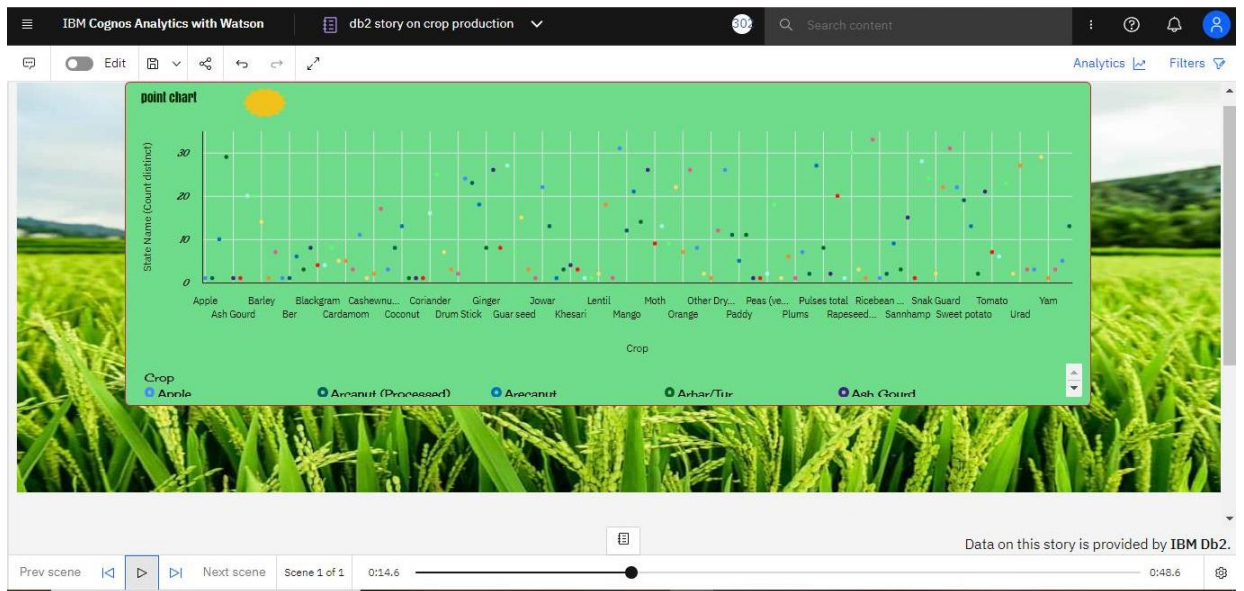 IBM Cognos Analytics with Watson
db2 story on crop production
302
Search content
Edit
Analytics
Filters
point chart
State Name (Count distinct)
30
20
10
0
Apple Barley Blackgram Cashewnu... Coriander Ginger Jowar Lentil Moth Other Dry... Peas (ve... Pulses total Ricebean ... Snak Guard Tomato Yam
Ash Gourd Ber Cardamom Coconut Drum Stick Guar seed Khesari Mango Orange Paddy Plums Rapeseed... Sannhamp Sweet potato Urad
Crop
Crop
Apple Arcanut (Processed) Arecanut Arhar/Tur Ash Gourd
Data on this story is provided by IBM Db2.
Prev scene Next scene Scene 1 of 1 0:14.6 0:48.6